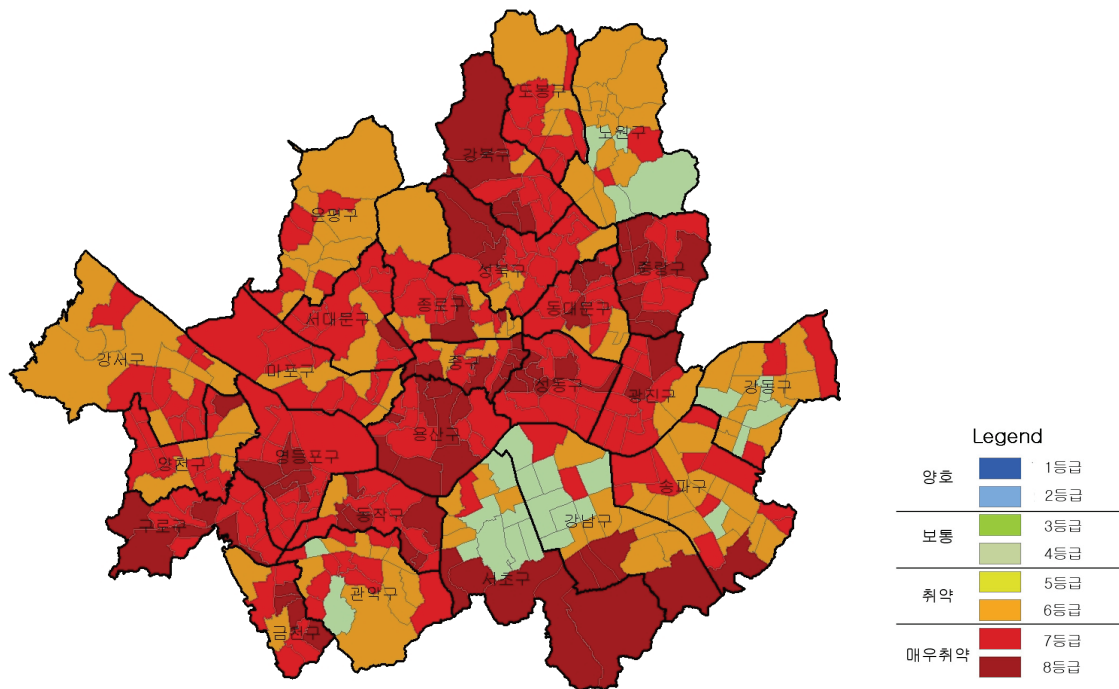 도봉구
노원구
강북구
은평구
성북구
중랑구
종로구
동대문구
서대문구
강서구
마포구
중구
성동구
광진구
강동구
용산구
양천구
영등포구
송파구
동작구
강남구
구로구
서초구
관악구
금천구
Legend
양호
1등급
2등급
보통
3등급
4등급
취약
5등급
6등급
매우취약
7등급
8등급